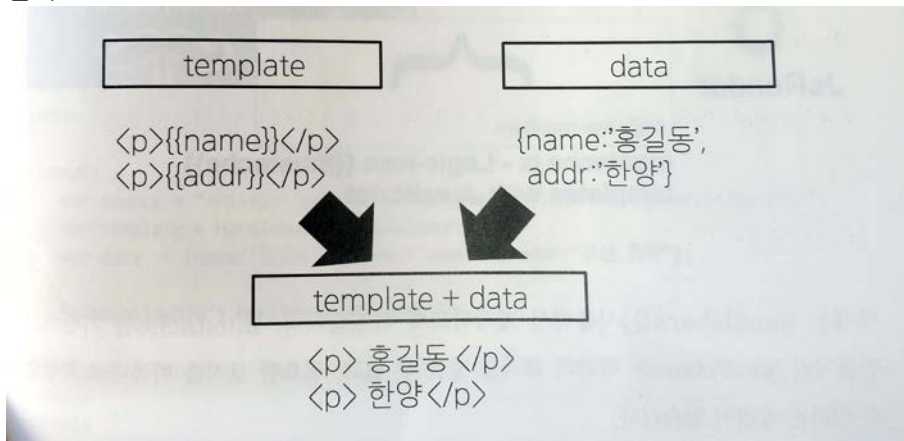 template
data
<p>{{name}}</p>
<p>{{addr}}</p>
{name:'홍길동',
addr:'한양'}
template + data
<p> 홍길동 </p>
<p> 한양 </p>